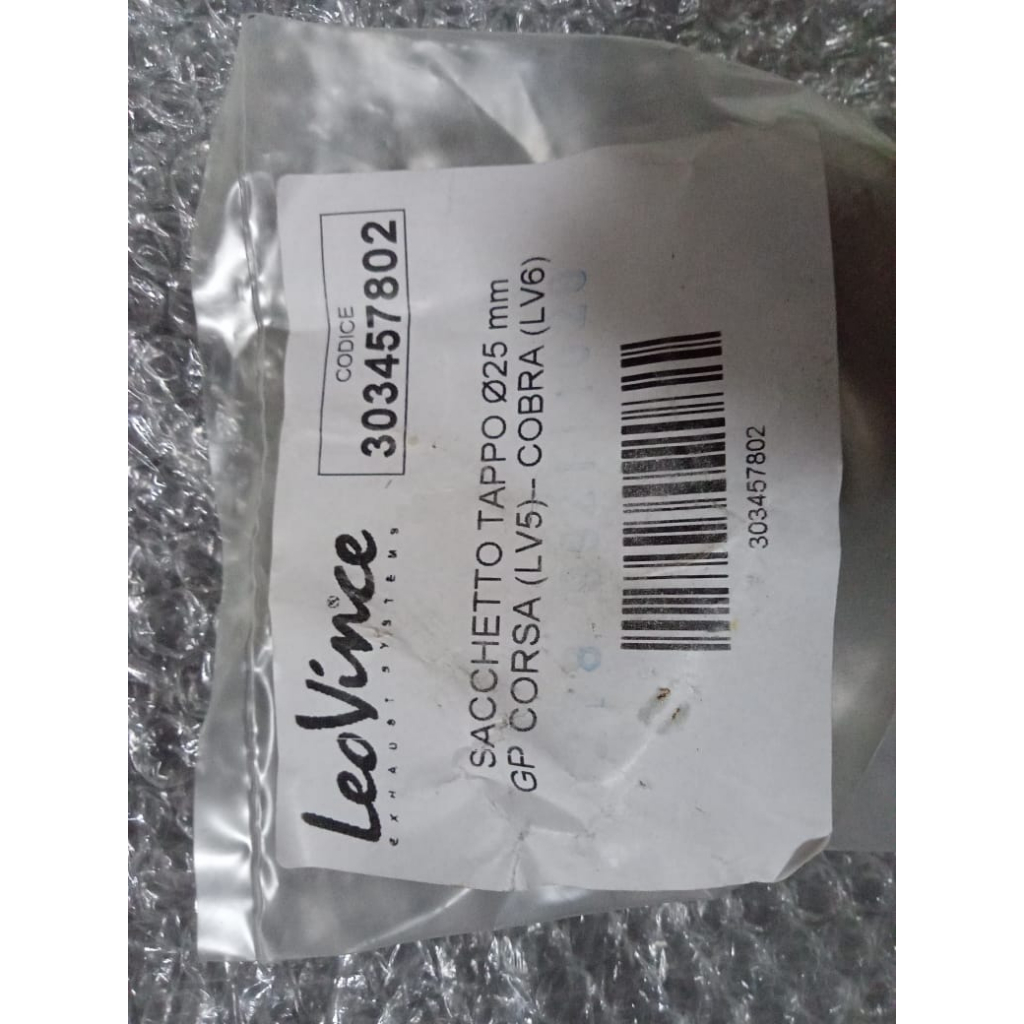 LeoVince®
eXHAUST SYSTEMS
CODICE
303457802
SACCHETTO TAPPO Ø25 mm
GP CORSA (LV5)-- COBRA (LV6)
303457802